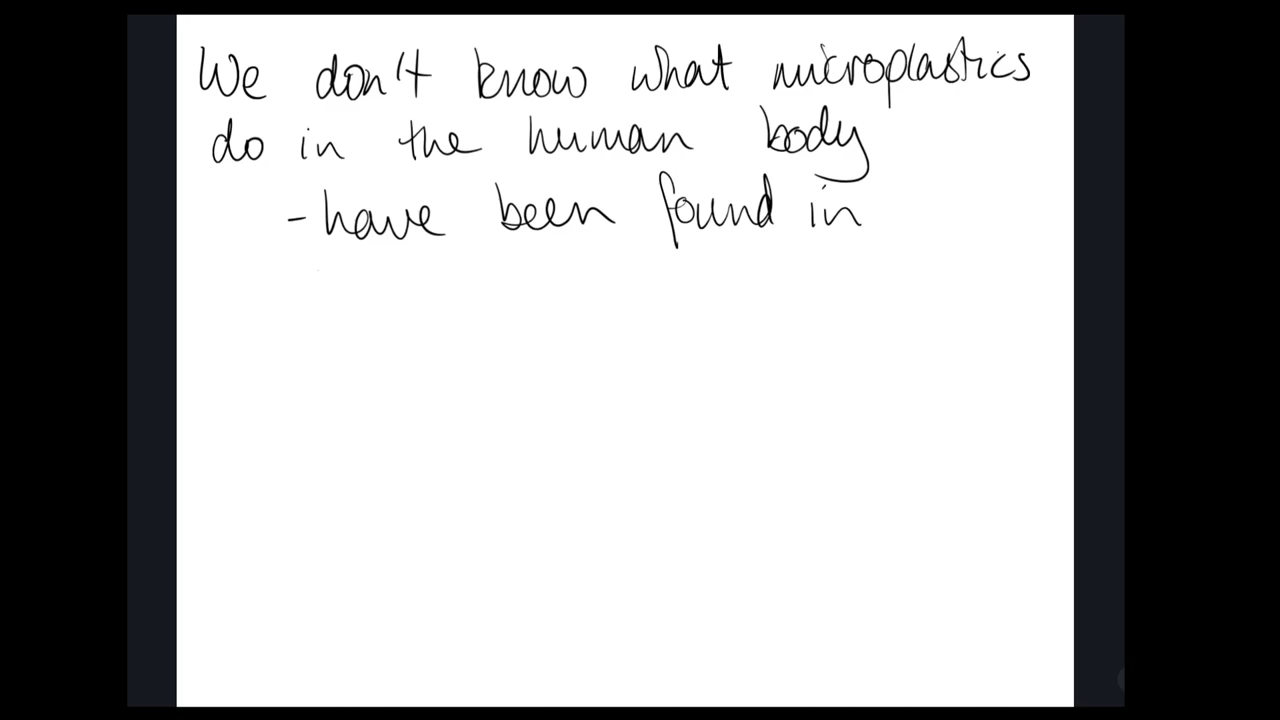 We don't know what microplastics
do in the human body
- have been found in